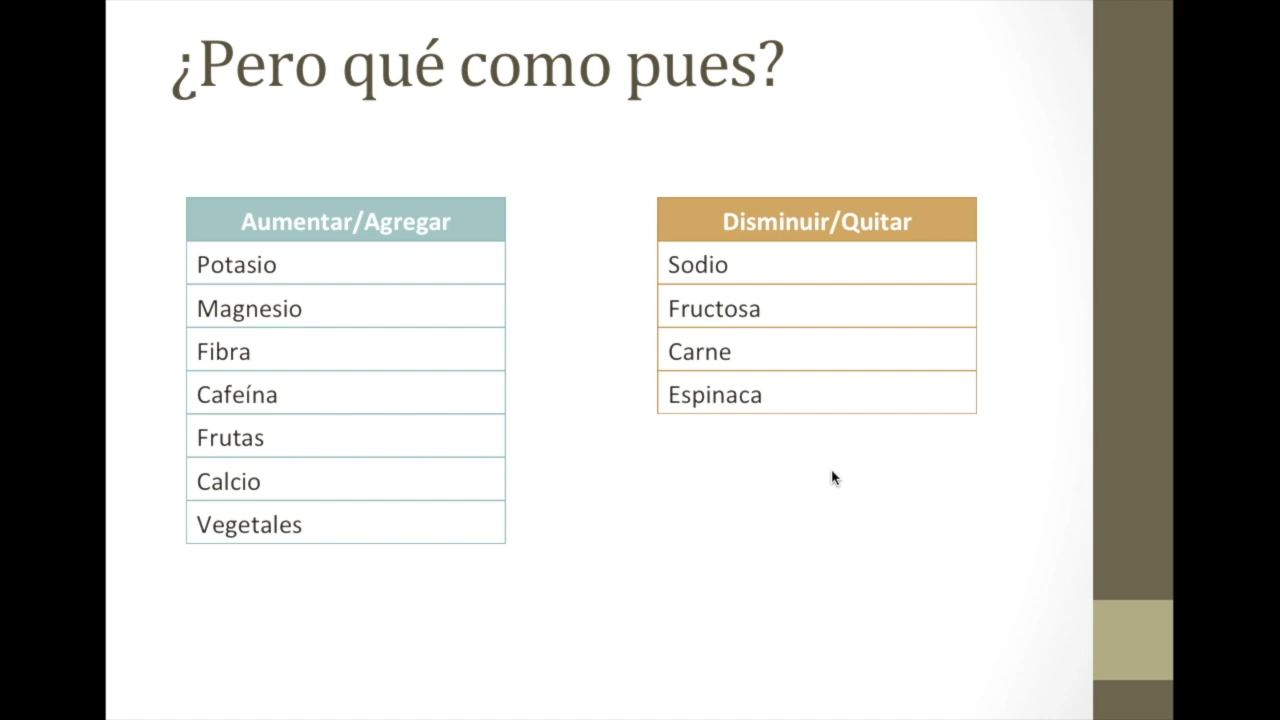 ¿Pero qué como pues?
Aumentar/Agregar
Potasio
Magnesio
Fibra
Cafeína
Frutas
Calcio
Vegetales
Disminuir/Quitar
Sodio
Fructosa
Carne
Espinaca